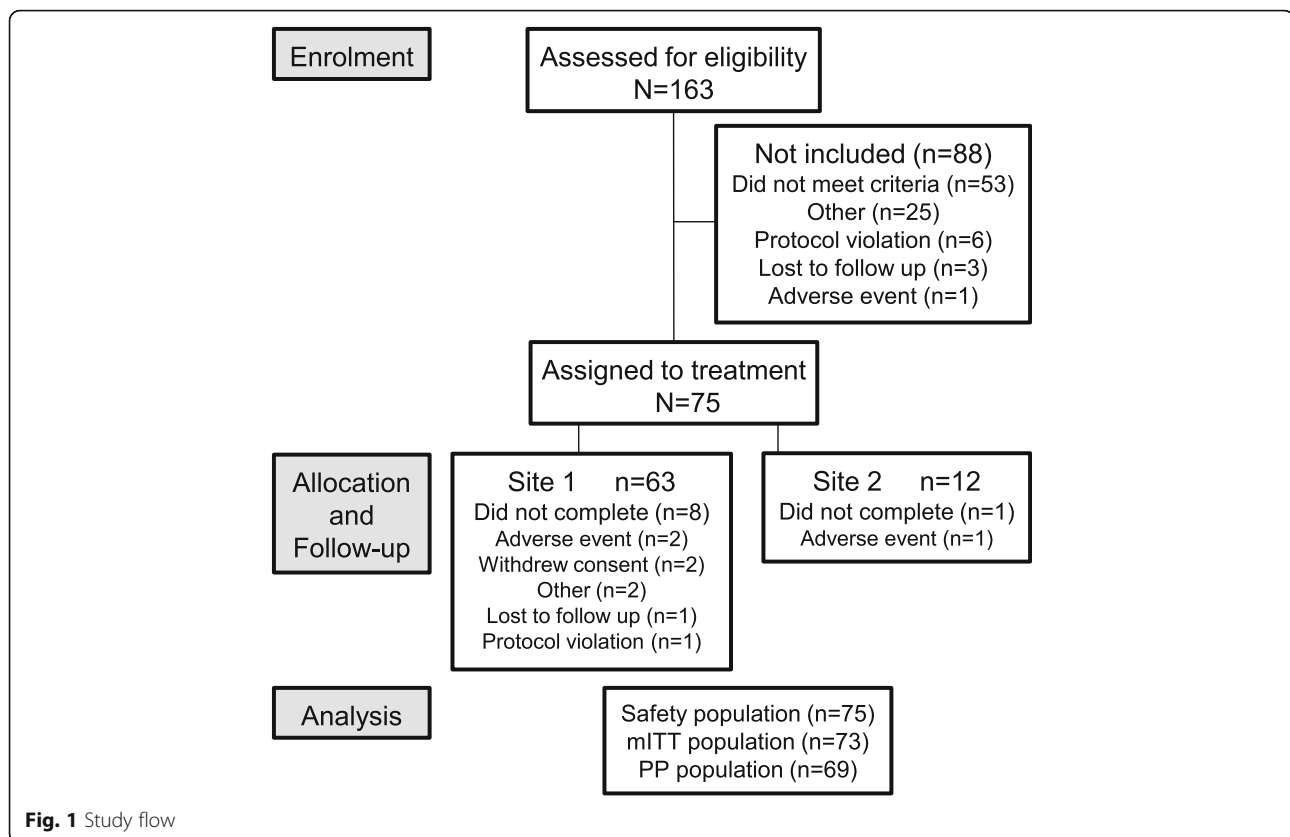 Enrolment
Assessed for eligibility
N=163
Not included (n=88)
Did not meet criteria (n=53)
Other (n=25)
Protocol violation (n=6)
Lost to follow up (n=3)
Adverse event (n=1)
Assigned to treatment
N=75
Allocation
and
Follow-up
Site 1 n=63
Did not complete (n=8)
Adverse event (n=2)
Withdrew consent (n=2)
Other (n=2)
Lost to follow up (n=1)
Protocol violation (n=1)
Site 2 n=12
Did not complete (n=1)
Adverse event (n=1)
Analysis
Safety population (n=75)
mITT population (n=73)
PP population (n=69)
Fig. 1 Study flow